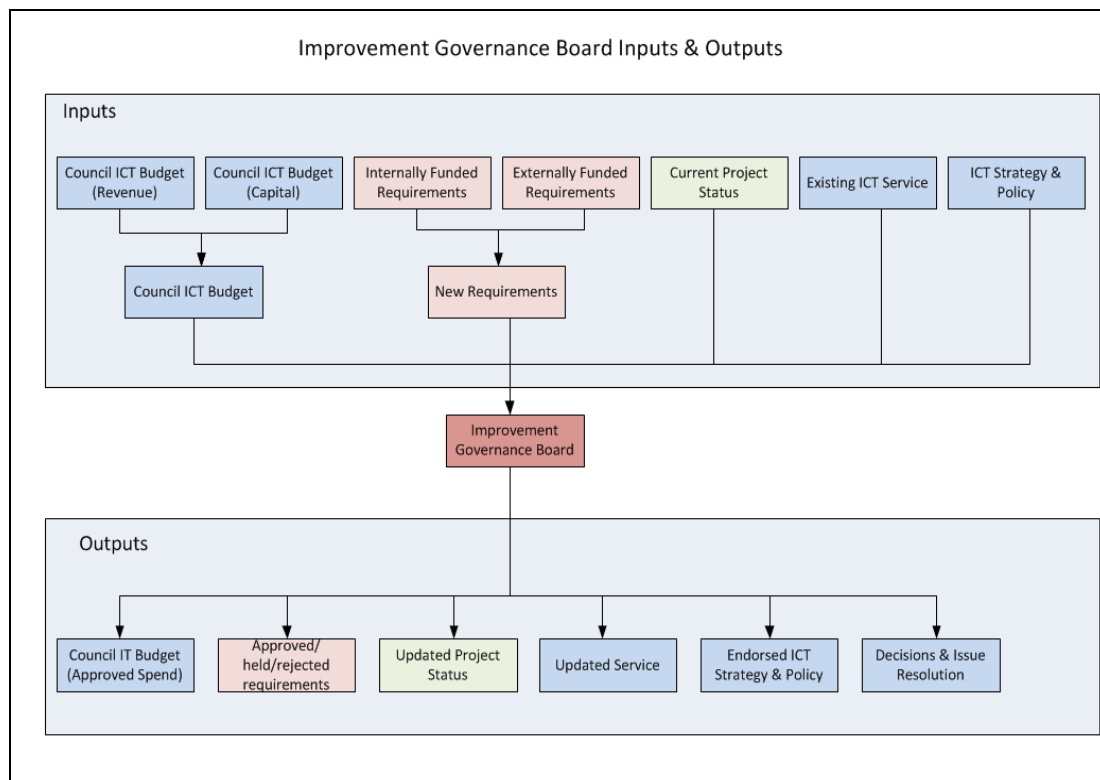 Improvement Governance Board Inputs & Outputs
Inputs
Council ICT Budget
(Revenue)
Council ICT Budget
(Capital)
Internally Funded
Requirements
Externally Funded
Requirements
Current Project
Status
Existing ICT Service
ICT Strategy &
Policy
Council ICT Budget
New Requirements
Improvement
Governance Board
Outputs
Council IT Budget
(Approved Spend)
Approved/
held/rejected
requirements
Updated Project
Status
Updated Service
Endorsed ICT
Strategy & Policy
Decisions & Issue
Resolution